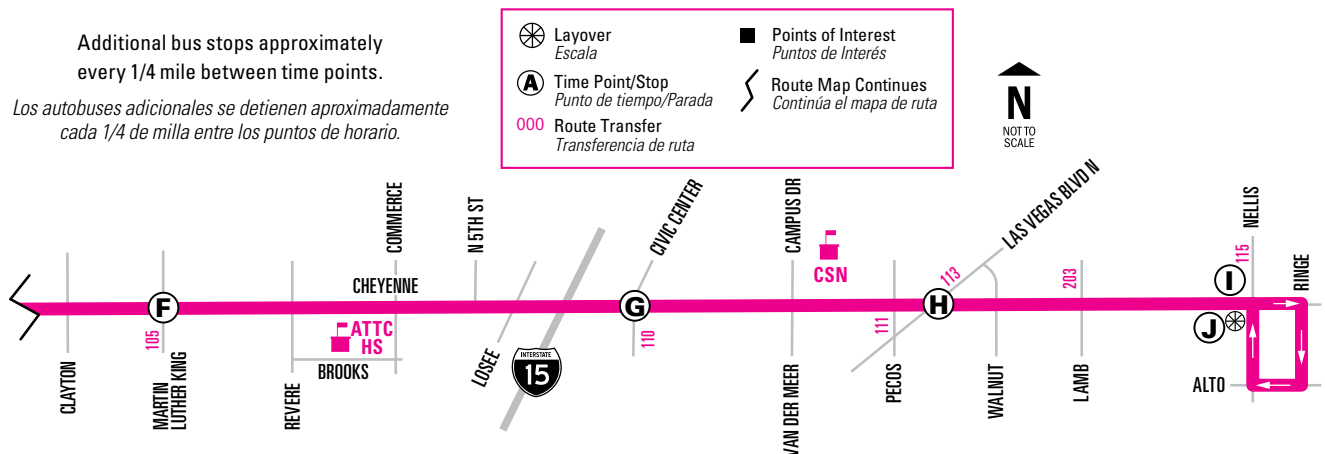 Additional bus stops approximately
every 1/4 mile between time points.
Los autobuses adicionales se detienen aproximadamente
cada 1/4 de milla entre los puntos de horario.
Layover
Escala
A Time Point/Stop
Punto de tiempo/Parada
000 Route Transfer
Transferencia de ruta
Points of Interest
Puntos de Interés
Route Map Continues
Continúa el mapa de ruta
N
NOT TO
SCALE
COMMERCE
N 5TH ST
CIVIC CENTER
CAMPUS DR
LAS VEGAS BLVD N
NELLIS
RINGE
CSN
113
203
115
CHEYENNE
F
G
H
I
J
105
ATTC
HS
110
111
BROOKS
INTERSTATE
15
ALTO
CLAYTON
MARTIN
LUTHER KING
REVERE
LOSEE
VAN DER MEER
PECOS
WALNUT
LAMB